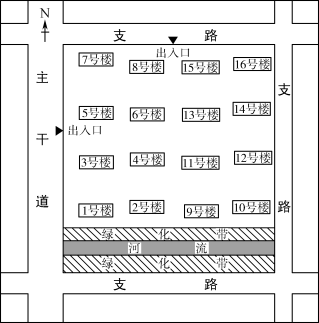 N
支 路
出入口
7号楼 8号楼 15号楼 16号楼
主干道
支路
5号楼 6号楼 13号楼 14号楼
出入口
3号楼 4号楼 11号楼 12号楼
1号楼 2号楼 9号楼 10号楼
绿 化 带
河 流
绿 化 带
支 路